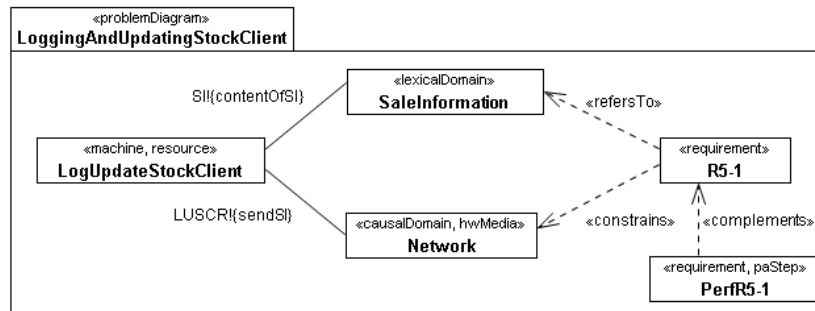 «problemDiagram»
LoggingAndUpdatingStockClient
«lexicalDomain»
SaleInformation
SI!{contentOfSI}
«refersTo»
«machine, resource»
LogUpdateStockClient
«requirement»
R5-1
LUSCR!{sendSI}
«causalDomain, hwMedia»
Network
«constrains»
«complements»
«requirement, paStep»
PerfR5-1